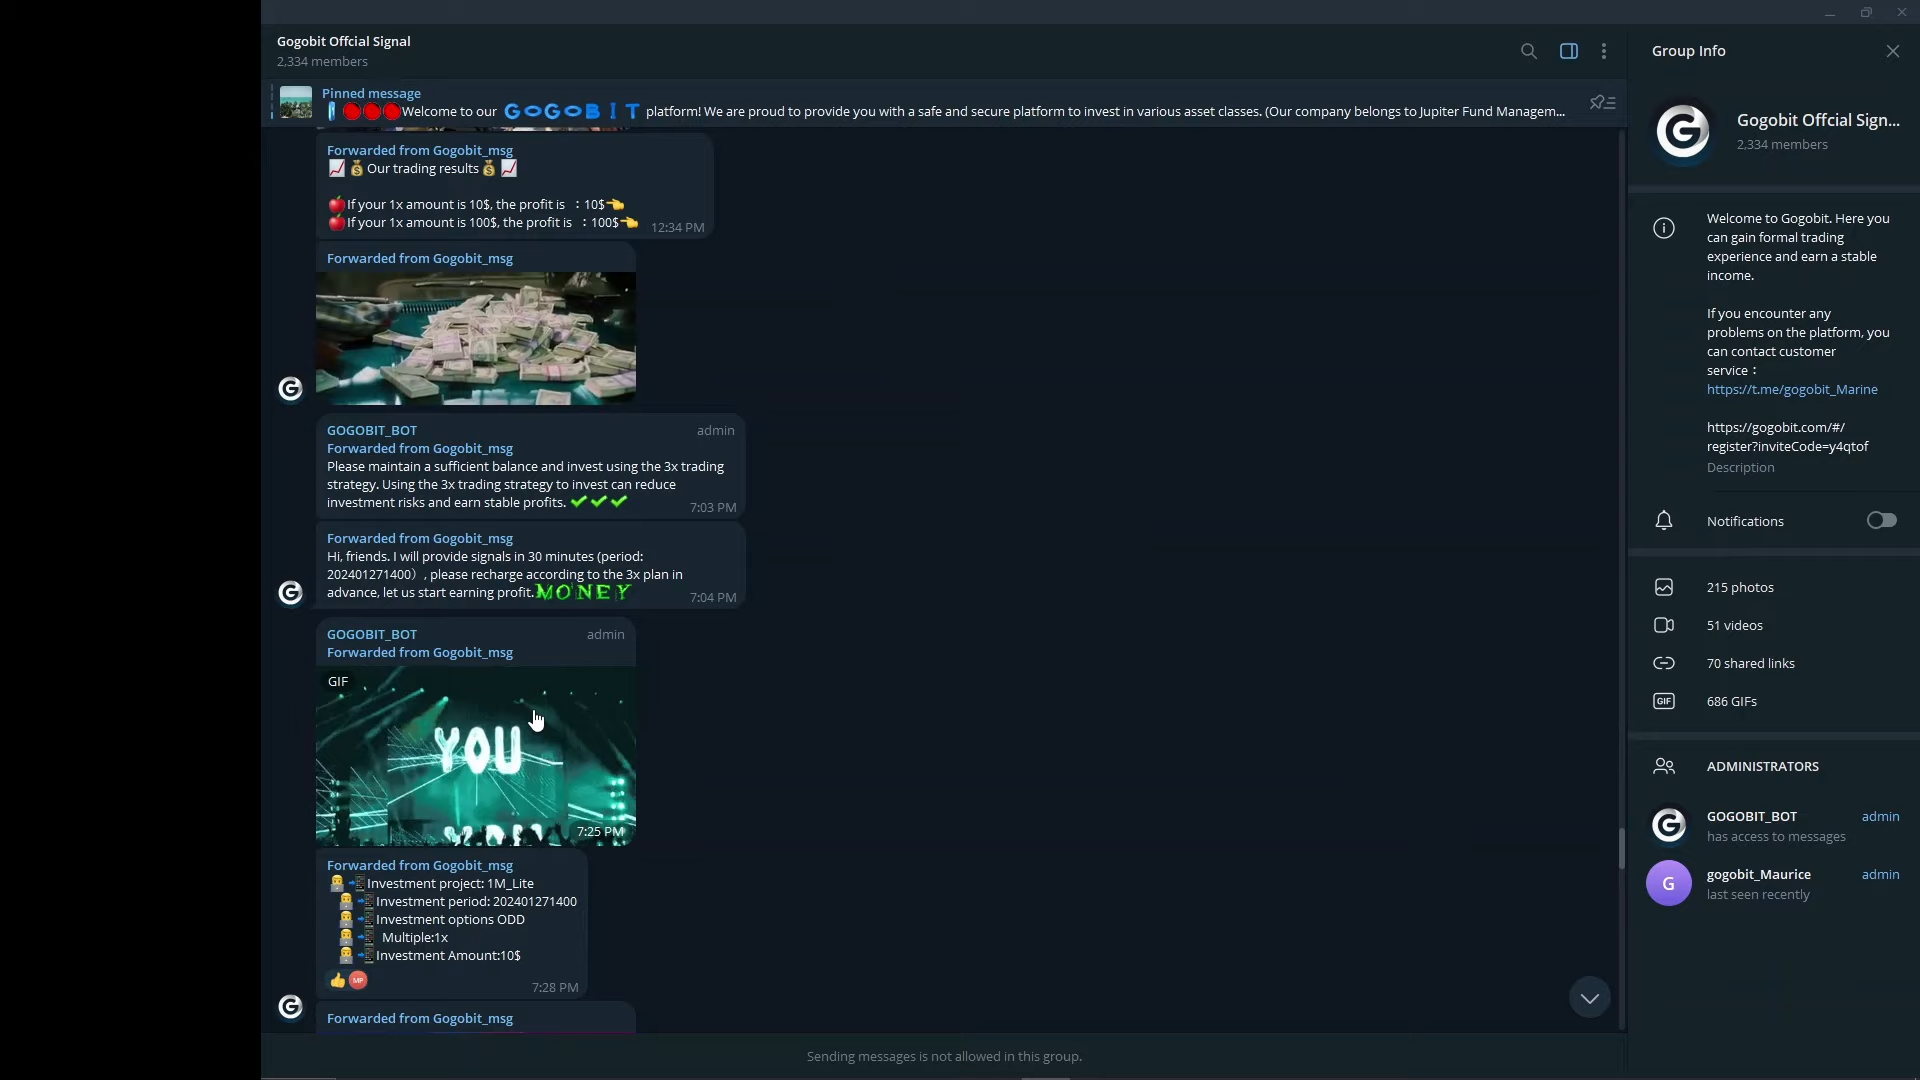 Gogobit Offcial Signal
2,334 members
Pinned message
Welcome to our GOGOBIT platform! We are proud to provide you with a safe and secure platform to invest in various asset classes. (Our company belongs to Jupiter Fund Managem...
Forwarded from Gogobit_msg
📈💰Our trading results💰📈
🍎If your 1x amount is 10$, the profit is ：10$👈
🍎If your 1x amount is 100$, the profit is ：100$👈
12:34 PM
Forwarded from Gogobit_msg
GOGOBIT_BOT
admin
Forwarded from Gogobit_msg
Please maintain a sufficient balance and invest using the 3x trading
strategy. Using the 3x trading strategy to invest can reduce
investment risks and earn stable profits.
7:03 PM
Forwarded from Gogobit_msg
Hi, friends. I will provide signals in 30 minutes (period:
202401271400）, please recharge according to the 3x plan in
advance, let us start earning profit.MONEY
7:04 PM
GOGOBIT_BOT
admin
Forwarded from Gogobit_msg
GIF
YOU
7:25 PM
Forwarded from Gogobit_msg
👨‍💻📲Investment project: 1M_Lite
👨‍💻📲Investment period: 202401271400
👨‍💻📲Investment options ODD
👨‍💻📲 Multiple:1x
👨‍💻📲Investment Amount:10$
👍 MP
7:28 PM
Forwarded from Gogobit_msg
Sending messages is not allowed in this group.
Group Info
G
Gogobit Offcial Sign...
2,334 members
Welcome to Gogobit. Here you
can gain formal trading
experience and earn a stable
income.
If you encounter any
problems on the platform, you
can contact customer
service：
https://t.me/gogobit_Marine
https://gogobit.com/#/
register?inviteCode=y4qtof
Description
Notifications
215 photos
51 videos
70 shared links
GIF
686 GIFs
ADMINISTRATORS
G
GOGOBIT_BOT
admin
has access to messages
G
gogobit_Maurice
admin
last seen recently